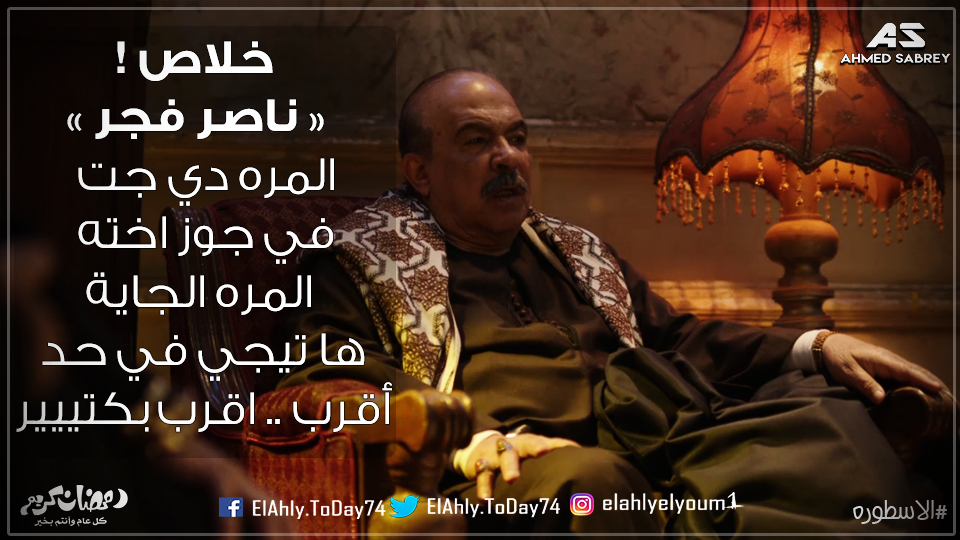 خلاص !
« ناصر فجر »
المره دي جت
في جوز اخته
المره الجاية
ها تيجي في حد
أقرب .. اقرب بكتيييير
AS
AHMED SABREY
رمضان كريم
كل عام وانتم بخير
ElAhly.ToDay74
ElAhly.ToDay74
elahlyelyoum1
#الاسطوره